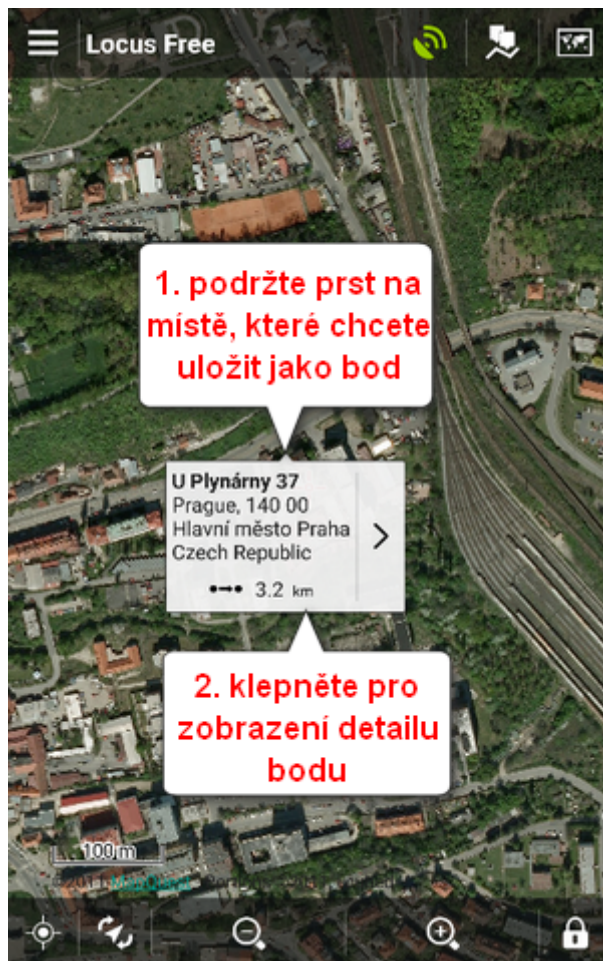 Locus Free
1. podržte prst na
místě, které chcete
uložit jako bod
U Plynárny 37
Prague, 140 00
Hlavní město Praha
Czech Republic
3.2 km
2. klepněte pro
zobrazení detailu
bodu
100 m
MapQuest